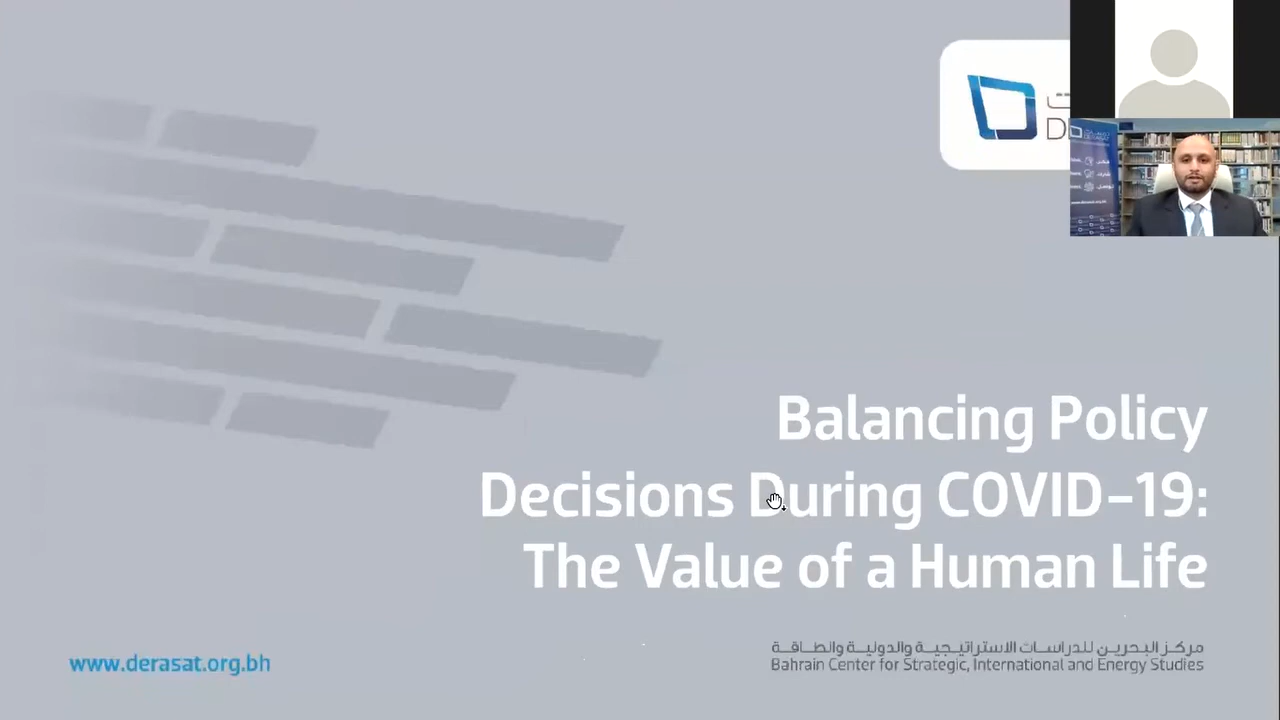 Balancing Policy
Decisions During COVID-19:
The Value of a Human Life
www.derasat.org.bh
مركز البحرين للدراسات الاستراتيجية والدولية والطاقة
Bahrain Center for Strategic, International and Energy Studies